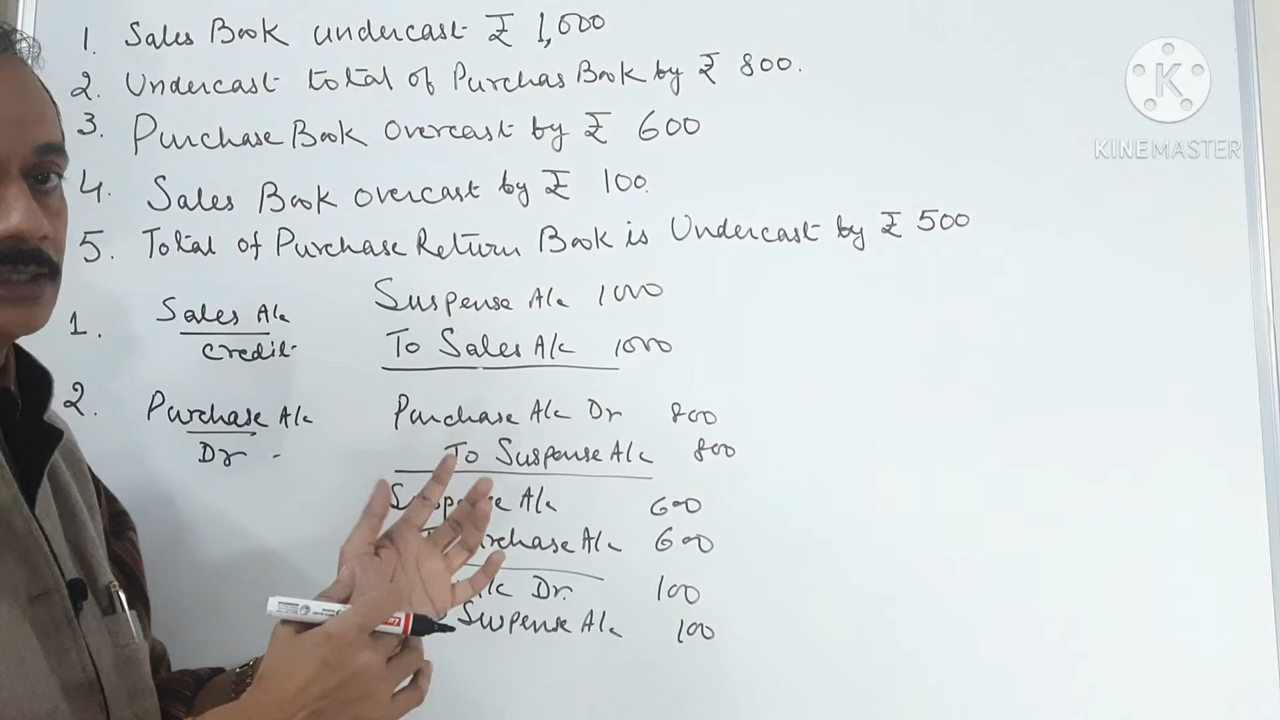 1. Sales Book undercast ₹ 1,000
2. Undercast total of Purchas Book by ₹ 800.
3. Purchase Book Overcast by ₹ 600
4. Sales Book overcast by ₹ 100.
5. Total of Purchase Return Book is Undercast by ₹ 500
1. Sales A/c Suspense A/c 1000
Credit To Sales A/c 1000
2. Purchase A/c Purchase A/c Dr 800
Dr - To Suspense A/c 800
A/c 600
A/c 600
Dr. 100
Suspense A/c 100
K
KINEMASTER